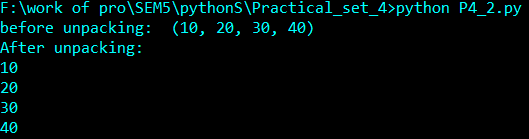 F:\work of pro\SEM5\pythonS\Practical_set_4>python P4_2.py
before unpacking:  (10, 20, 30, 40)
After unpacking:
10
20
30
40